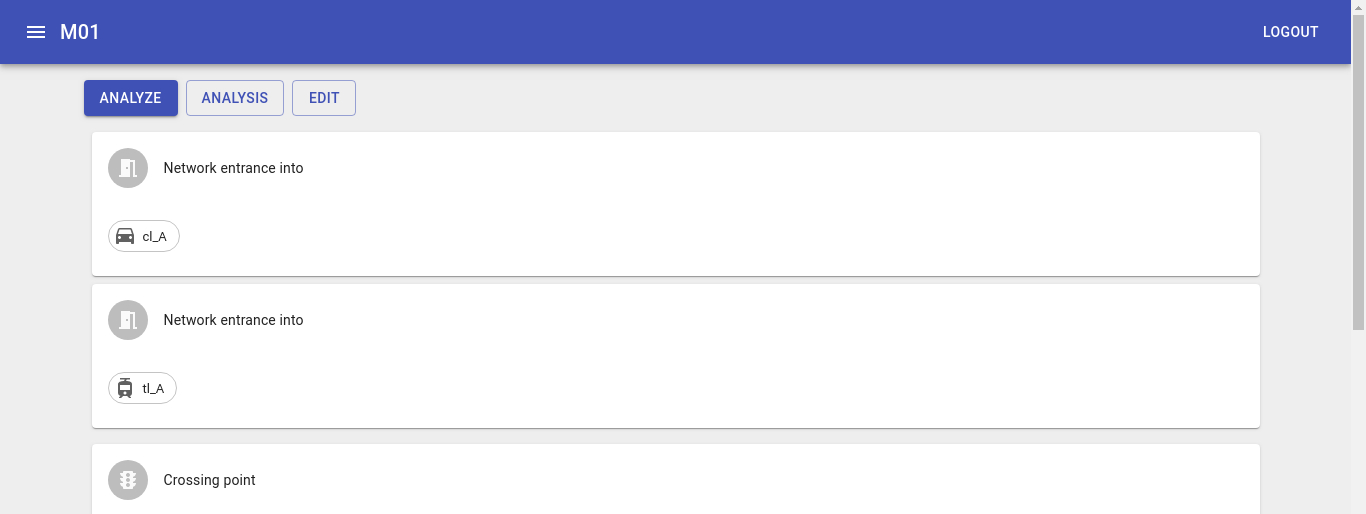 M01
LOGOUT
ANALYZE
ANALYSIS
EDIT
Network entrance into
cl_A
Network entrance into
tl_A
Crossing point